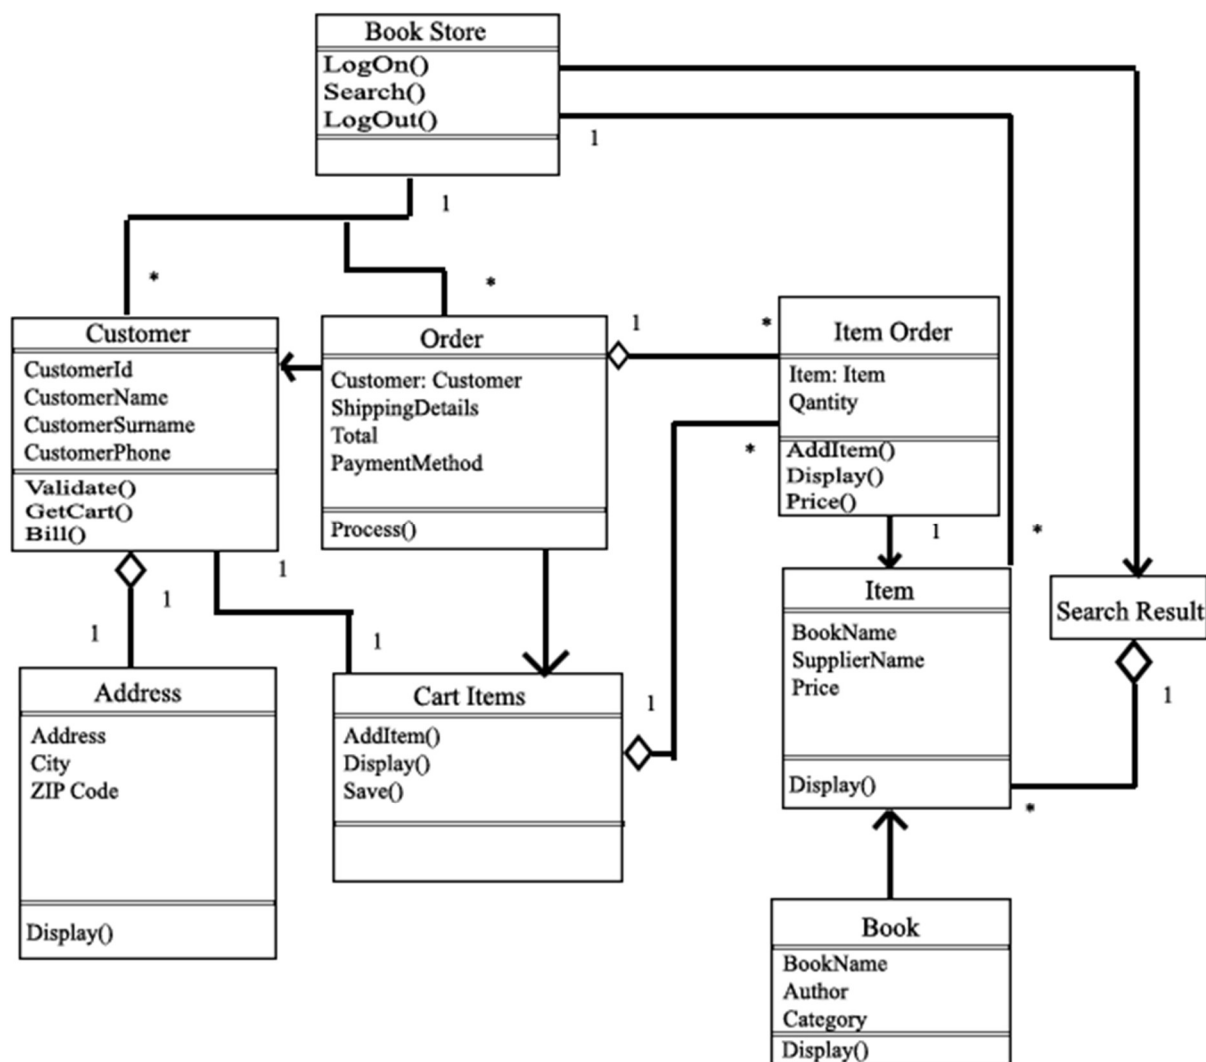 Book Store
LogOn()
Search()
LogOut()
1
1
*
*
Customer
CustomerId
CustomerName
CustomerSurname
CustomerPhone
Validate()
GetCart()
Bill()
Order
Customer: Customer
ShippingDetails
Total
PaymentMethod
Process()
1
*
Item Order
Item: Item
Qantity
AddItem()
Display()
Price()
*
1
*
1
1
1
1
Address
Address
City
ZIP Code
Display()
Cart Items
AddItem()
Display()
Save()
1
Item
BookName
SupplierName
Price
Display()
Search Result
1
*
Book
BookName
Author
Category
Display()